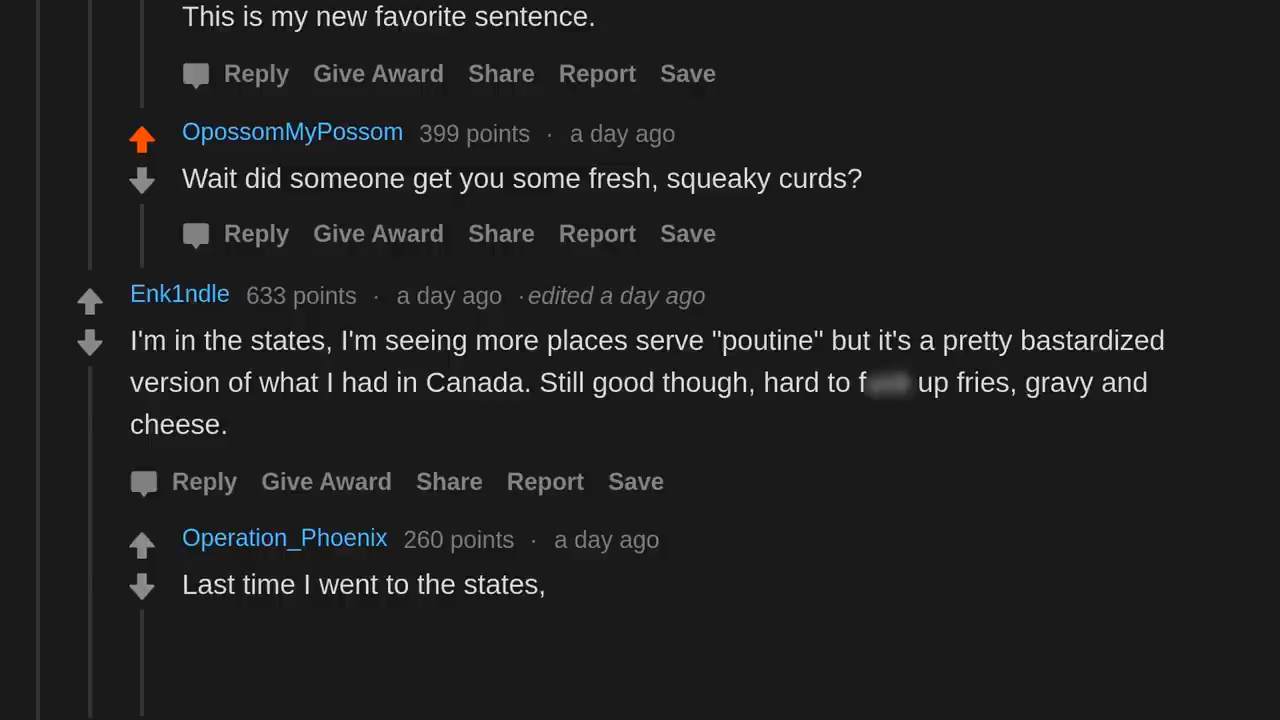 This is my new favorite sentence.
Reply Give Award Share Report Save
OpossomMyPossom 399 points · a day ago
Wait did someone get you some fresh, squeaky curds?
Reply Give Award Share Report Save
Enk1ndle 633 points · a day ago · edited a day ago
I'm in the states, I'm seeing more places serve "poutine" but it's a pretty bastardized
version of what I had in Canada. Still good though, hard to f up fries, gravy and
cheese.
Reply Give Award Share Report Save
Operation_Phoenix 260 points · a day ago
Last time I went to the states,